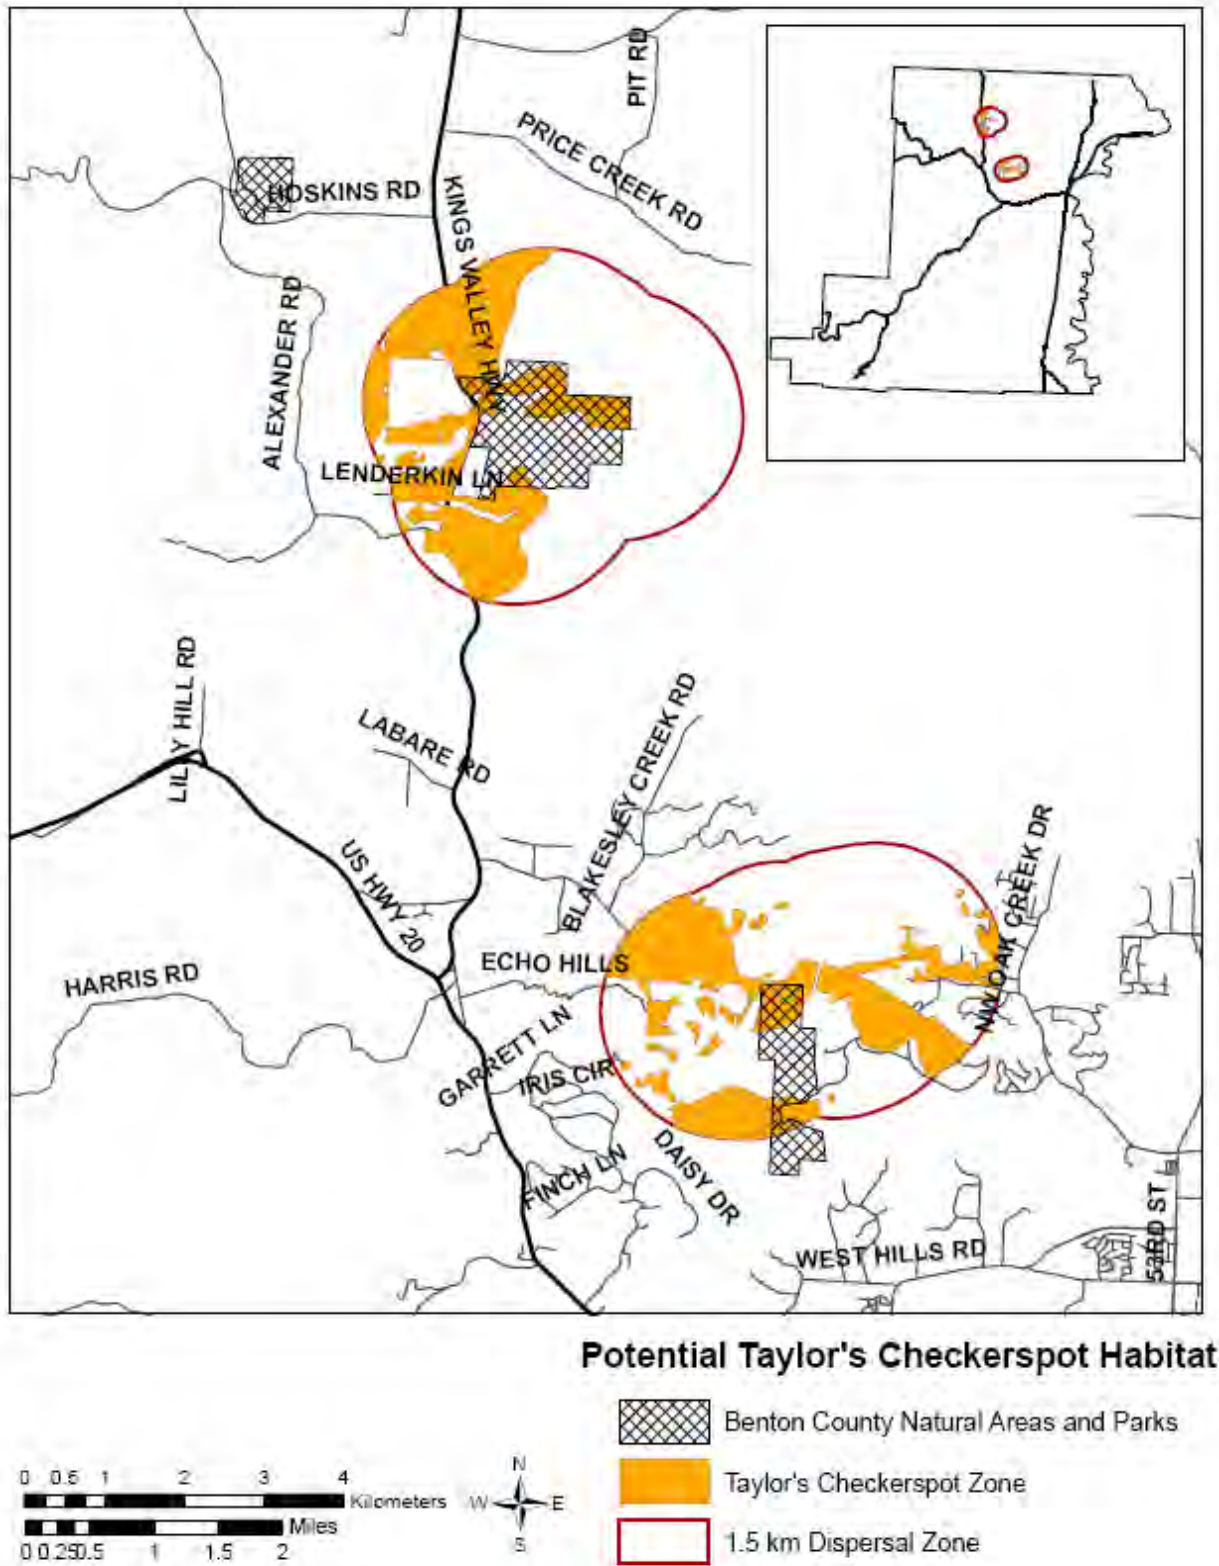 PIT RD
PRICE CREEK RD
HOSKINS RD
KINGS VALLEY HWY
ALEXANDER RD
LENDERKIN LN
LILLY HILL RD
LABARE RD
BLAKESLEY CREEK RD
US HWY 20
NW OAK CREEK DR
ECHO HILLS
HARRIS RD
GARRETT LN
IRIS CIR
DAISY DR
FINCH LN
53RD ST
WEST HILLS RD
Potential Taylor's Checkerspot Habitat
Benton County Natural Areas and Parks
Taylor's Checkerspot Zone
1.5 km Dispersal Zone
0 0.5 1 2 3 4
Kilometers
Miles
0 0.25 0.5 1 1.5 2
N
W E
S